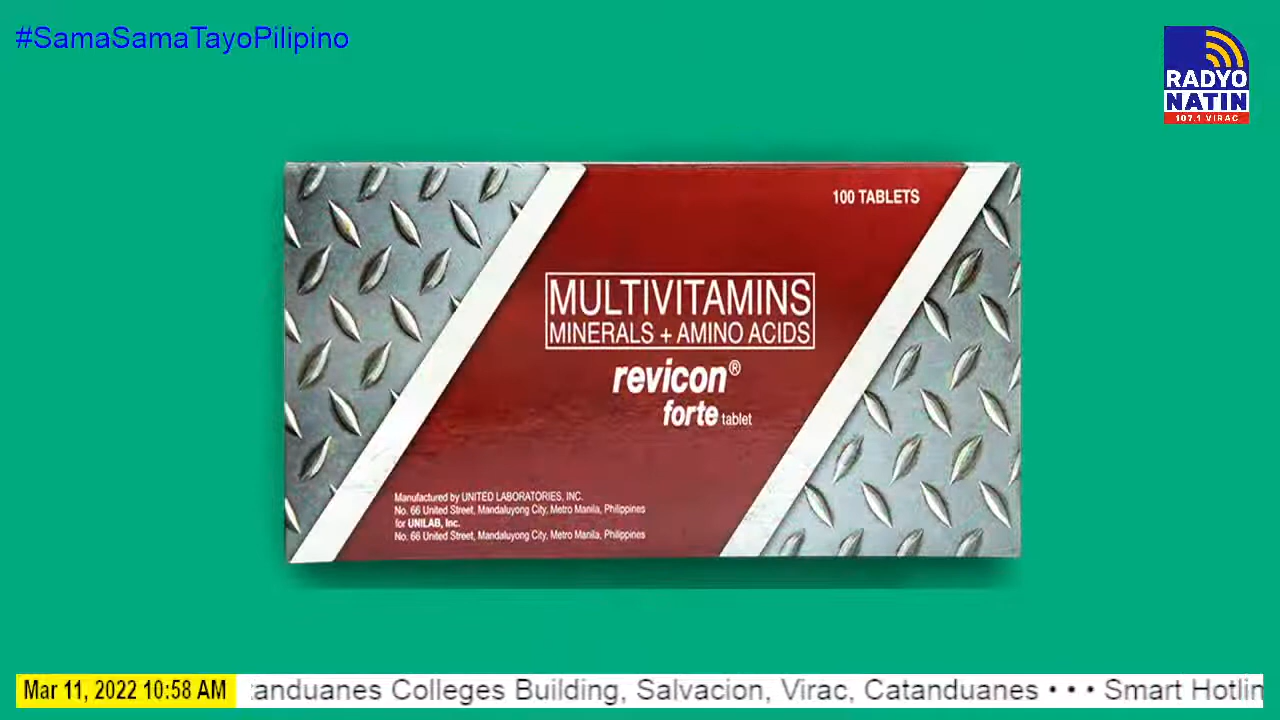 #SamaSamaTayoPilipino
RADYO
NATIN
107.1 VIRAC
100 TABLETS
MULTIVITAMINS
MINERALS + AMINO ACIDS
revicon®
forte tablet
Manufactured by UNITED LABORATORIES, INC.
No. 66 United Street, Mandaluyong City, Metro Manila, Philippines
for UNILAB, Inc.
No. 66 United Street, Mandaluyong City, Metro Manila, Philippines
Mar 11, 2022 10:58 AM
Colleges Building, Salvacion, Virac, Catanduanes • • • Smart